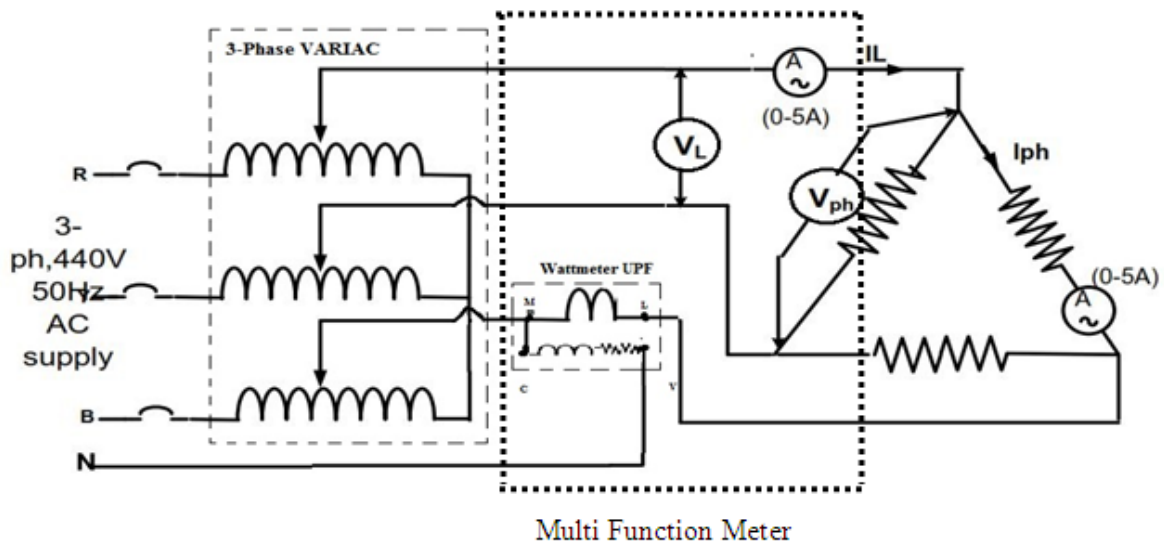 3-Phase VARIAC
A
IL
(0-5A)
VL
Iph
R
Vph
3-
ph,440V
50Hz
AC
supply
Wattmeter UPF
M
L
(0-5A)
A
C
V
B
N
Multi Function Meter